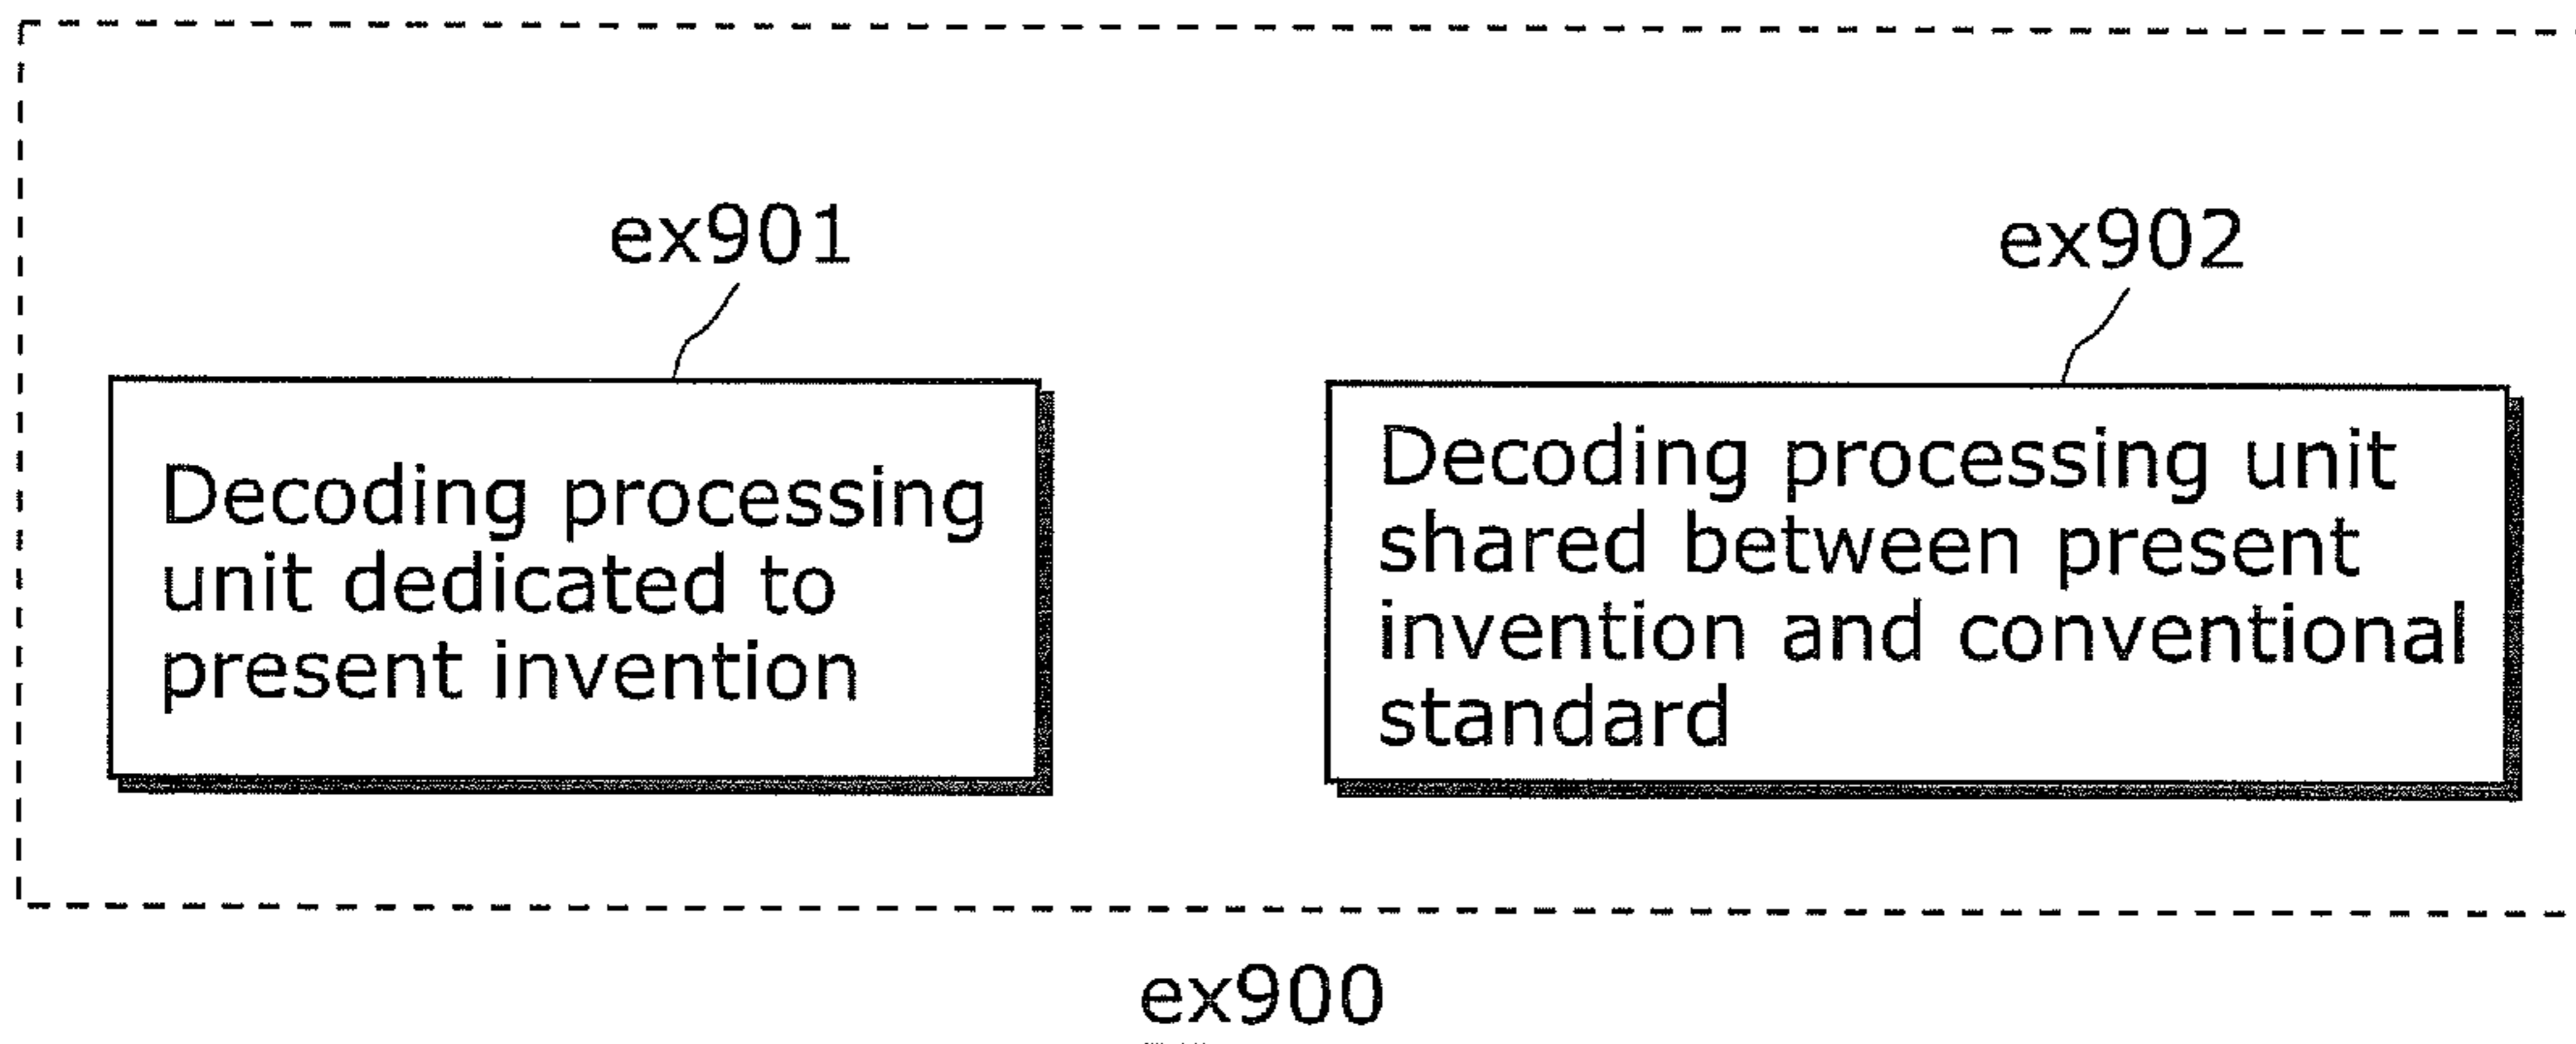 ex901
Decoding processing
unit dedicated to
present invention
ex902
Decoding processing unit
shared between present
invention and conventional
standard
ex900